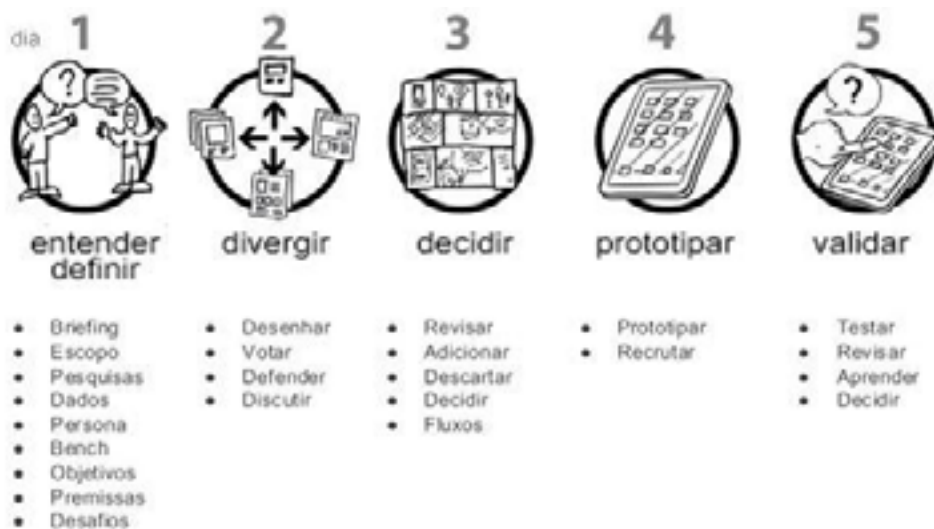 dia 1 2 3 4 5
?
?
entender
definir
divergir
decidir
prototipar
validar
• Briefing
• Escopo
• Pesquisas
• Dados
• Persona
• Bench
• Objetivos
• Premissas
• Desafios
• Desenhar
• Votar
• Defender
• Discutir
• Revisar
• Adicionar
• Descartar
• Decidir
• Fluxos
• Prototipar
• Recrutar
• Testar
• Revisar
• Aprender
• Decidir